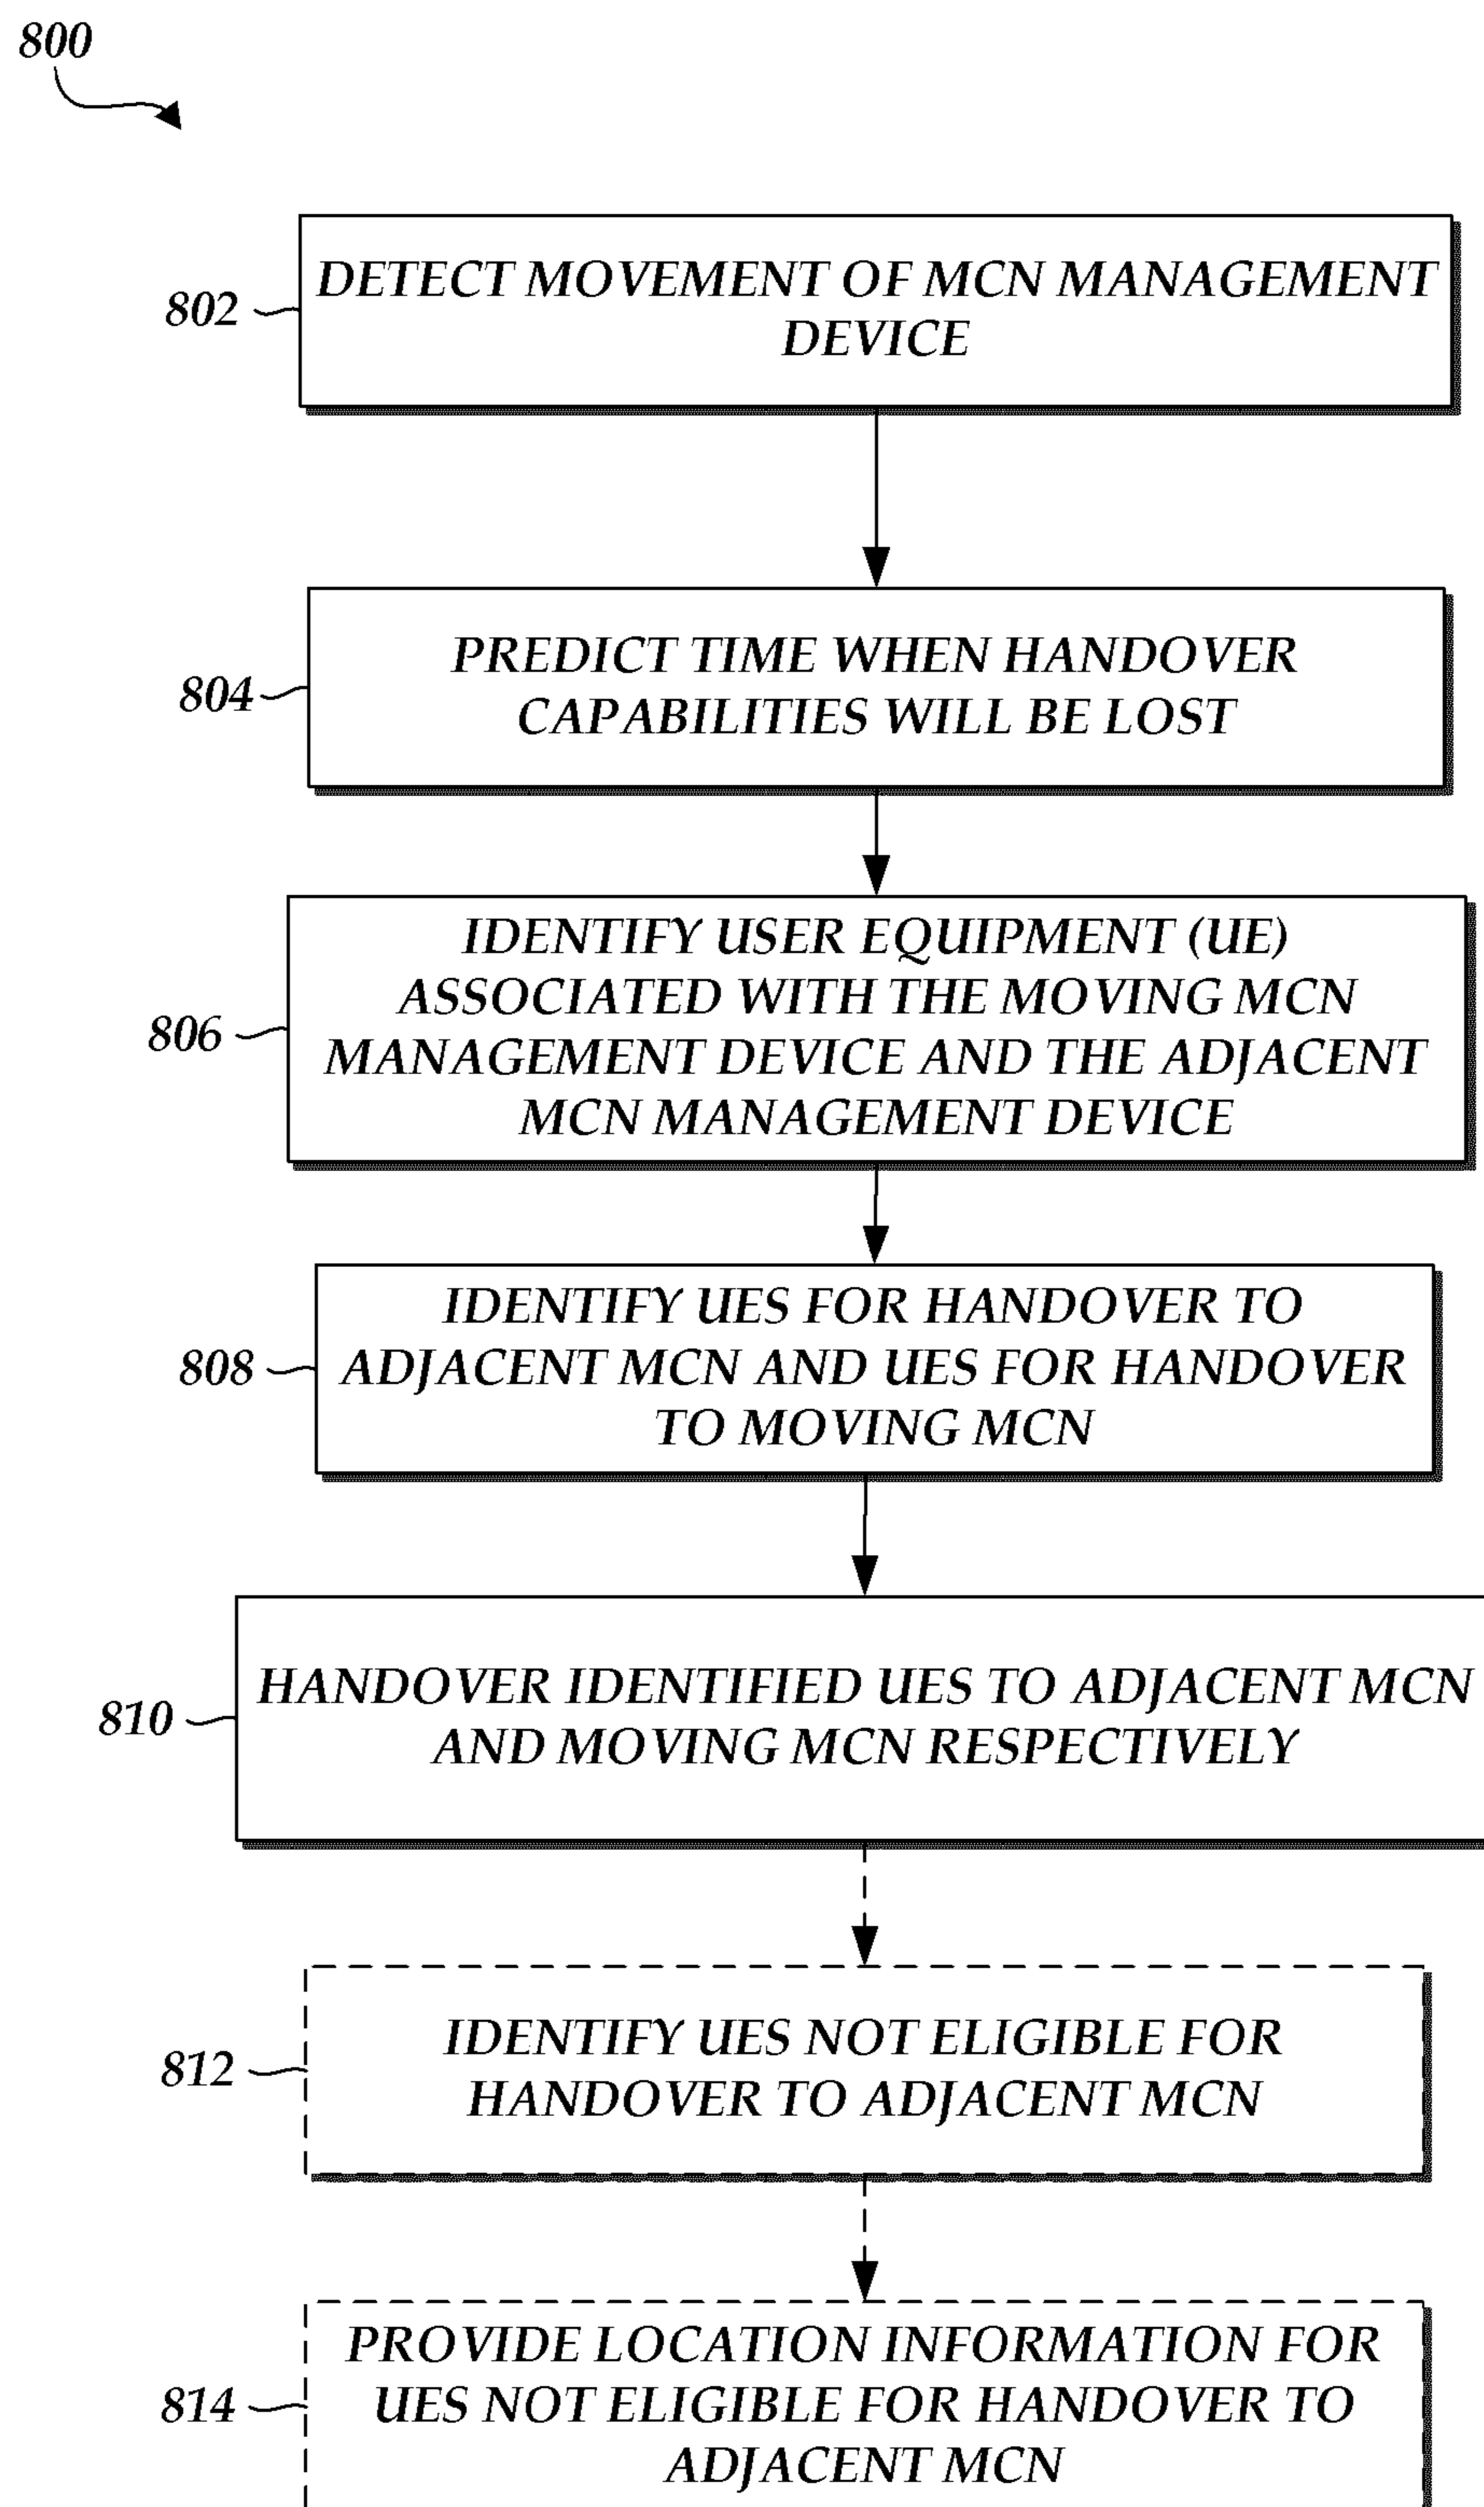 800
802
DETECT MOVEMENT OF MCN MANAGEMENT
DEVICE
804
PREDICT TIME WHEN HANDOVER
CAPABILITIES WILL BE LOST
806
IDENTIFY USER EQUIPMENT (UE)
ASSOCIATED WITH THE MOVING MCN
MANAGEMENT DEVICE AND THE ADJACENT
MCN MANAGEMENT DEVICE
808
IDENTIFY UES FOR HANDOVER TO
ADJACENT MCN AND UES FOR HANDOVER
TO MOVING MCN
810
HANDOVER IDENTIFIED UES TO ADJACENT MCN
AND MOVING MCN RESPECTIVELY
812
IDENTIFY UES NOT ELIGIBLE FOR
HANDOVER TO ADJACENT MCN
814
PROVIDE LOCATION INFORMATION FOR
UES NOT ELIGIBLE FOR HANDOVER TO
ADJACENT MCN